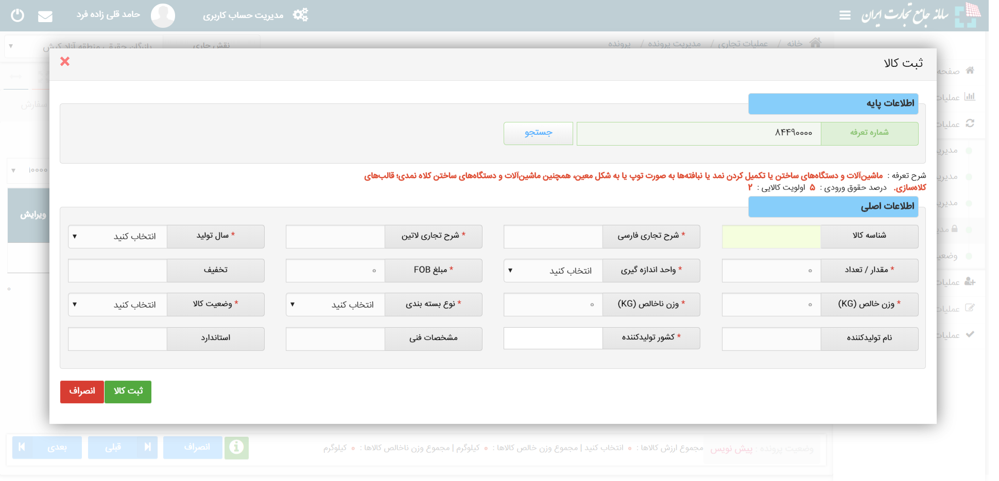 سامانه جامع تجارت ایران
مدیریت حساب کاربری
حامد قلی زاده فرد
خانه / عملیات تجاری / مدیریت پرونده / پرونده
نقش جاری
بازرگان حقیقی منطقه آزاد کیش
ثبت کالا
صفحه
عملیات
عملیات
سفارش
اطلاعات پایه
شماره تعرفه
۸۴۴۹۰۰۰۰
جستجو
شرح تعرفه : ماشین‌آلات و دستگاه‌های ساختن یا تکمیل کردن نمد یا نبافته‌ها به صورت توپ یا به شکل معین، همچنین ماشین‌آلات و دستگاه‌های ساختن کلاه نمدی؛ قالب‌های
کلاه‌سازی. درصد حقوق ورودی : ۵ اولویت کالایی : ۲
اطلاعات اصلی
شناسه کالا
* شرح تجاری فارسی
* شرح تجاری لاتین
* سال تولید
انتخاب کنید
* مقدار / تعداد
۰
* واحد اندازه گیری
انتخاب کنید
* مبلغ FOB
۰
تخفیف
* وزن خالص (KG)
۰
* وزن ناخالص (KG)
۰
* نوع بسته بندی
انتخاب کنید
* وضعیت کالا
انتخاب کنید
نام تولیدکننده
* کشور تولیدکننده
مشخصات فنی
استاندارد
ثبت کالا
انصراف
ویرایش
۰
عملیات
عملیات
عملیات
وضعیت پرونده : پیش نویس
مجموع ارزش کالاها : ۰ انتخاب کنید | مجموع وزن خالص کالاها : ۰ کیلوگرم | مجموع وزن ناخالص کالاها : ۰ کیلوگرم
انصراف
قبلی
بعدی